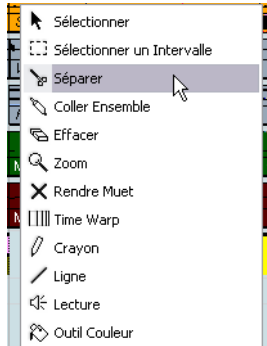 Sélectionner
Sélectionner un Intervalle
Séparer
Coller Ensemble
Effacer
Zoom
Rendre Muet
Time Warp
Crayon
Ligne
Lecture
Outil Couleur